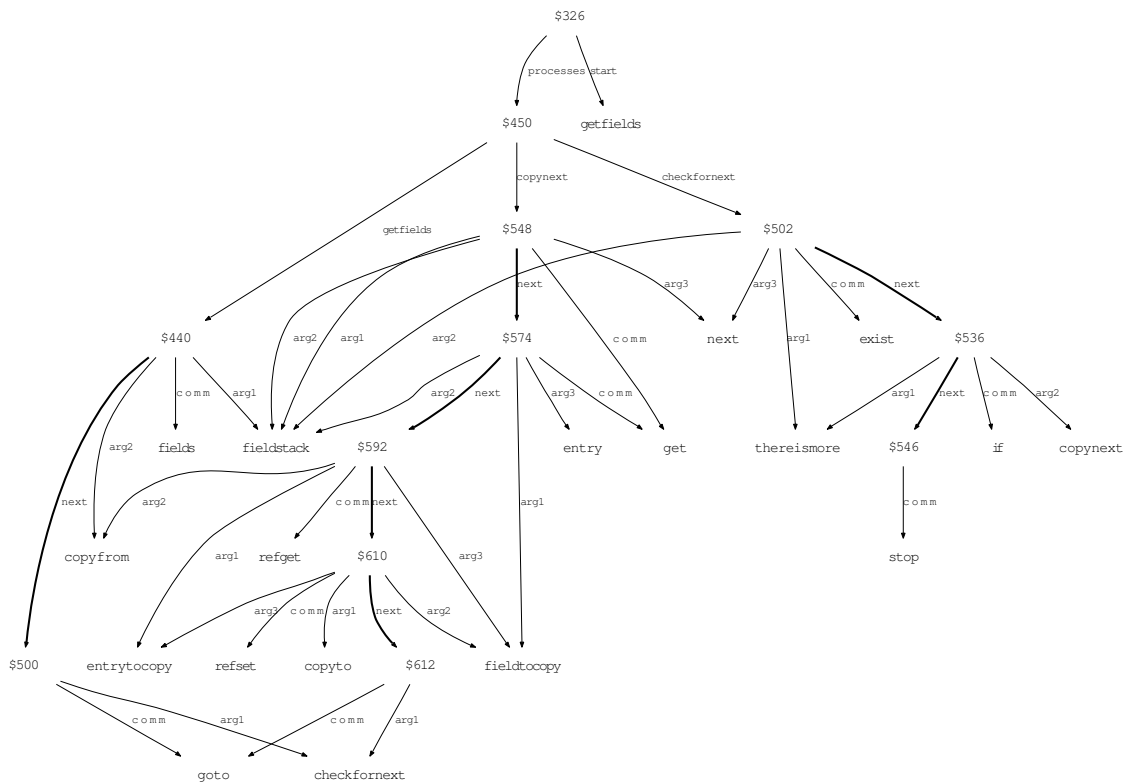 $326
processes start
$450 getfields
copynext checkfornext
getfields $548 $502
next arg3 arg3 comm next
$440 arg2 arg1 arg2 $574 comm next arg1 exist $536
comm arg1 arg2 next arg3 comm arg1 next comm arg2
arg2 fields fieldstack $592 entry get thereismore $546 if copynext
next arg2 comm next arg1 comm
copyfrom arg1 refget $610 arg3 stop
arg3 comm arg1 next arg2
$500 entrytocopy refset copyto $612 fieldtocopy
comm arg1 comm arg1
goto checkfornext